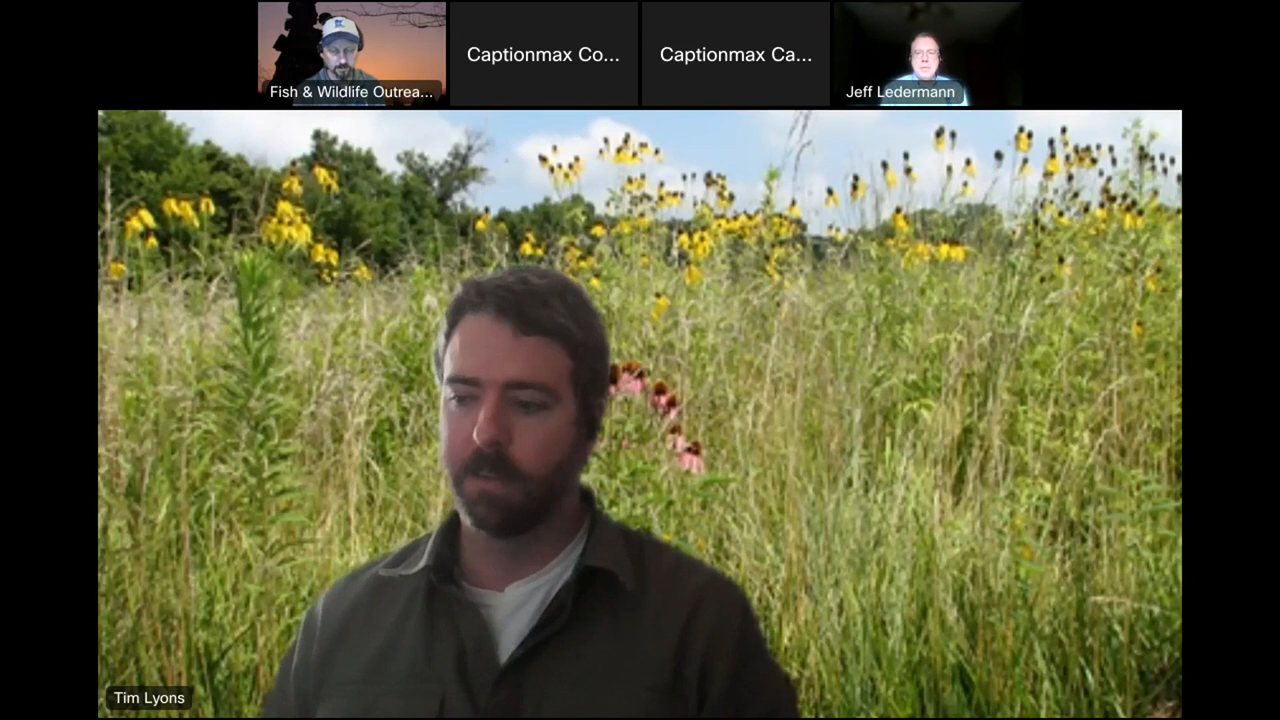 Fish & Wildlife Outrea...
Captionmax Co...
Captionmax Ca...
Jeff Ledermann
Tim Lyons